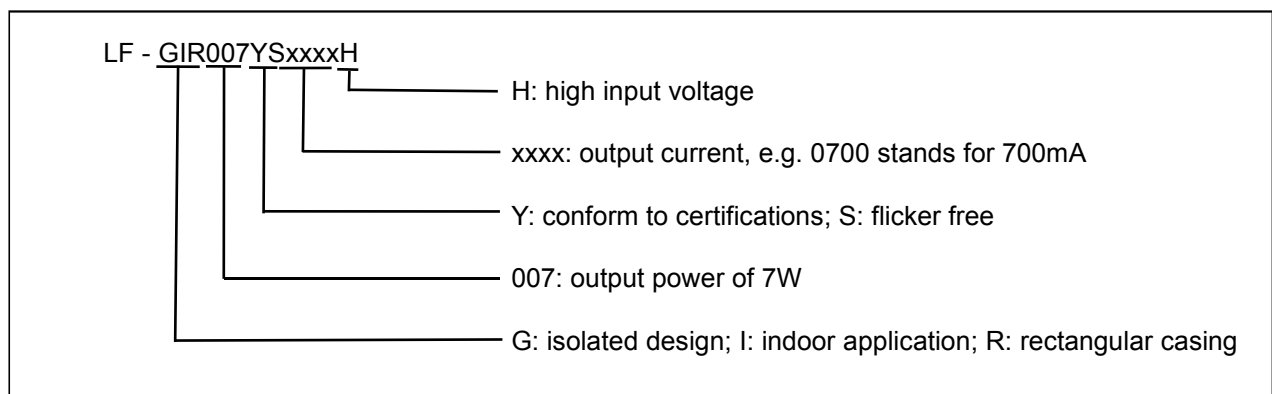 LF - GIR007YSxxxxH
H: high input voltage
xxxx: output current, e.g. 0700 stands for 700mA
Y: conform to certifications; S: flicker free
007: output power of 7W
G: isolated design; I: indoor application; R: rectangular casing